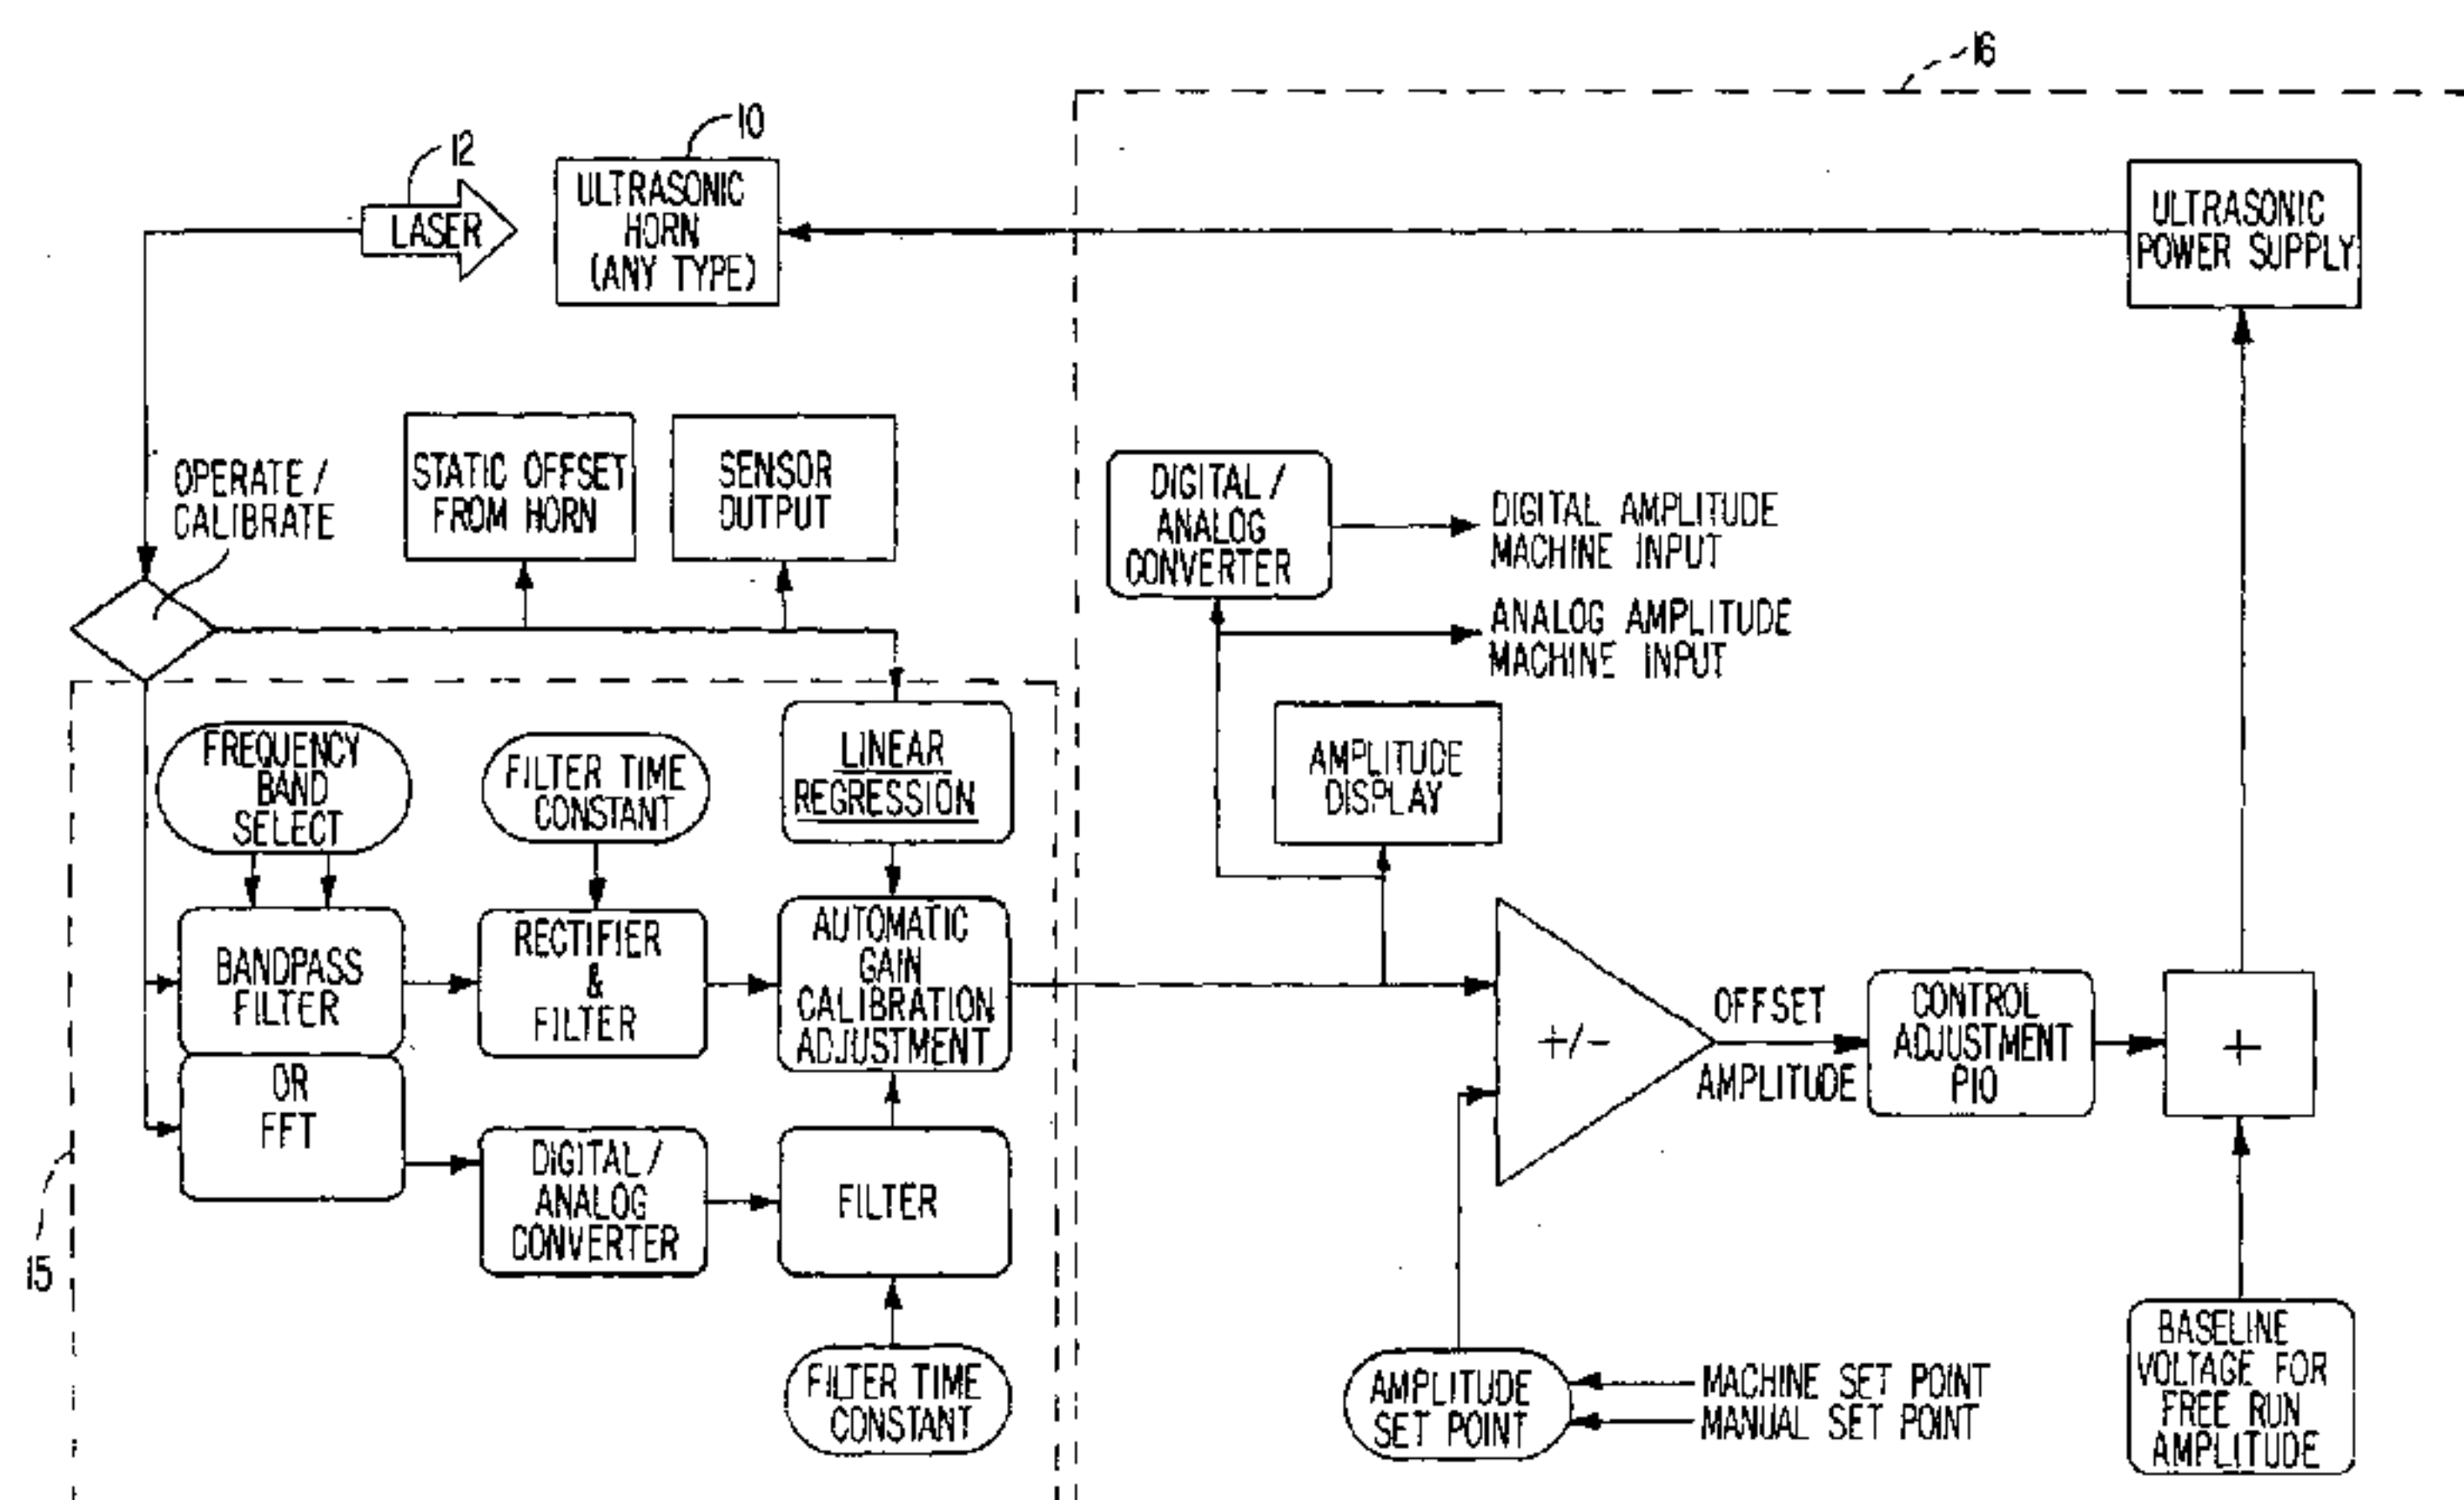 16
10
12
LASER
ULTRASONIC
HORN
(ANY TYPE)
ULTRASONIC
POWER SUPPLY
OPERATE /
CALIBRATE
STATIC OFFSET
FROM HORN
SENSOR
OUTPUT
DIGITAL /
ANALOG
CONVERTER
DIGITAL AMPLITUDE
MACHINE INPUT
ANALOG AMPLITUDE
MACHINE INPUT
FREQUENCY
BAND
SELECT
FILTER TIME
CONSTANT
LINEAR
REGRESSION
AMPLITUDE
DISPLAY
BANDPASS
FILTER
RECTIFIER
&
FILTER
AUTOMATIC
GAIN
CALIBRATION
ADJUSTMENT
+/-
OFFSET
AMPLITUDE
CONTROL
ADJUSTMENT
PIO
+
OR
FFT
DIGITAL /
ANALOG
CONVERTER
FILTER
15
FILTER TIME
CONSTANT
AMPLITUDE
SET POINT
MACHINE SET POINT
MANUAL SET POINT
BASELINE
VOLTAGE FOR
FREE RUN
AMPLITUDE